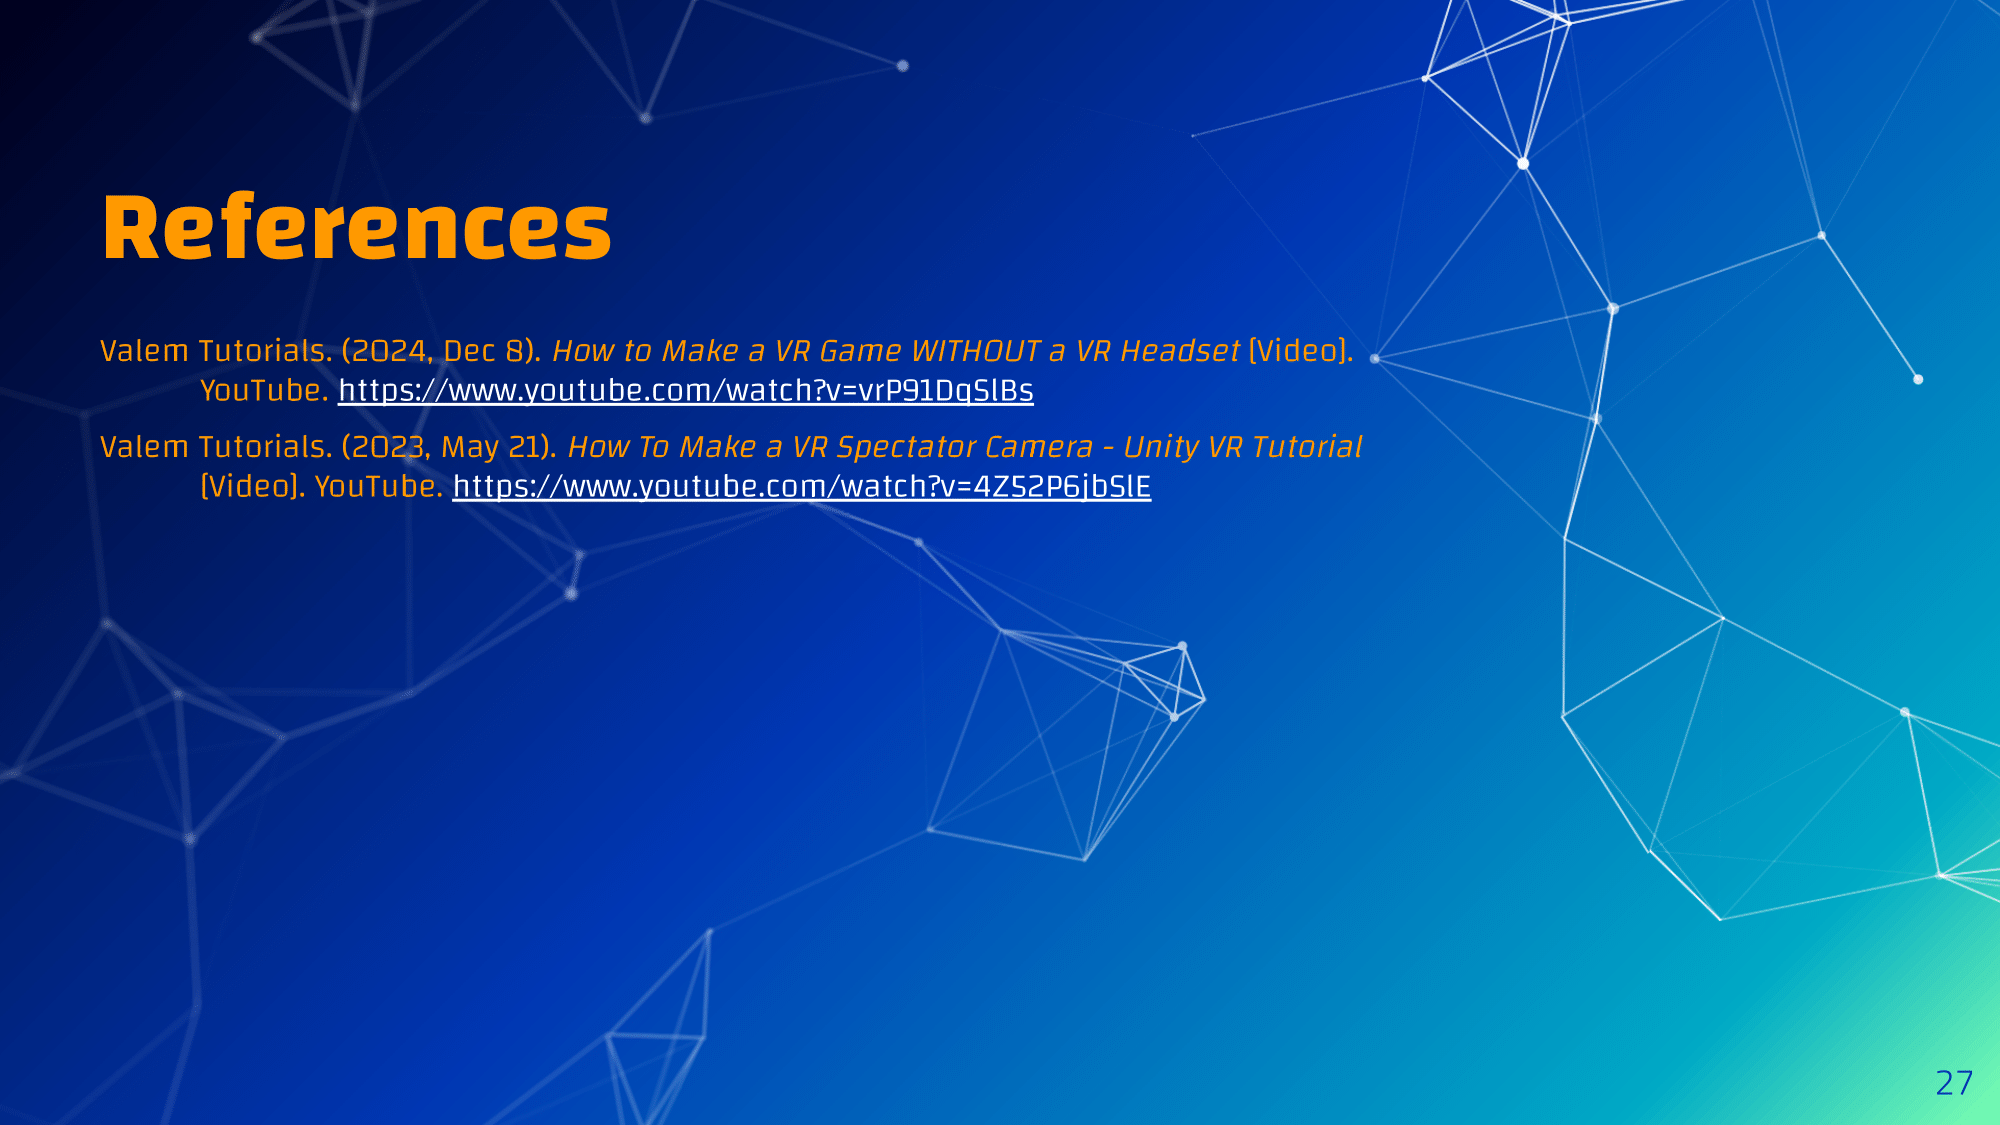 References
Valem Tutorials. (2024, Dec 8). How to Make a VR Game WITHOUT a VR Headset [Video].
YouTube. https://www.youtube.com/watch?v=vrP91DqSlBs
Valem Tutorials. (2023, May 21). How To Make a VR Spectator Camera - Unity VR Tutorial
[Video]. YouTube. https://www.youtube.com/watch?v=4Z52P6jbSlE
27